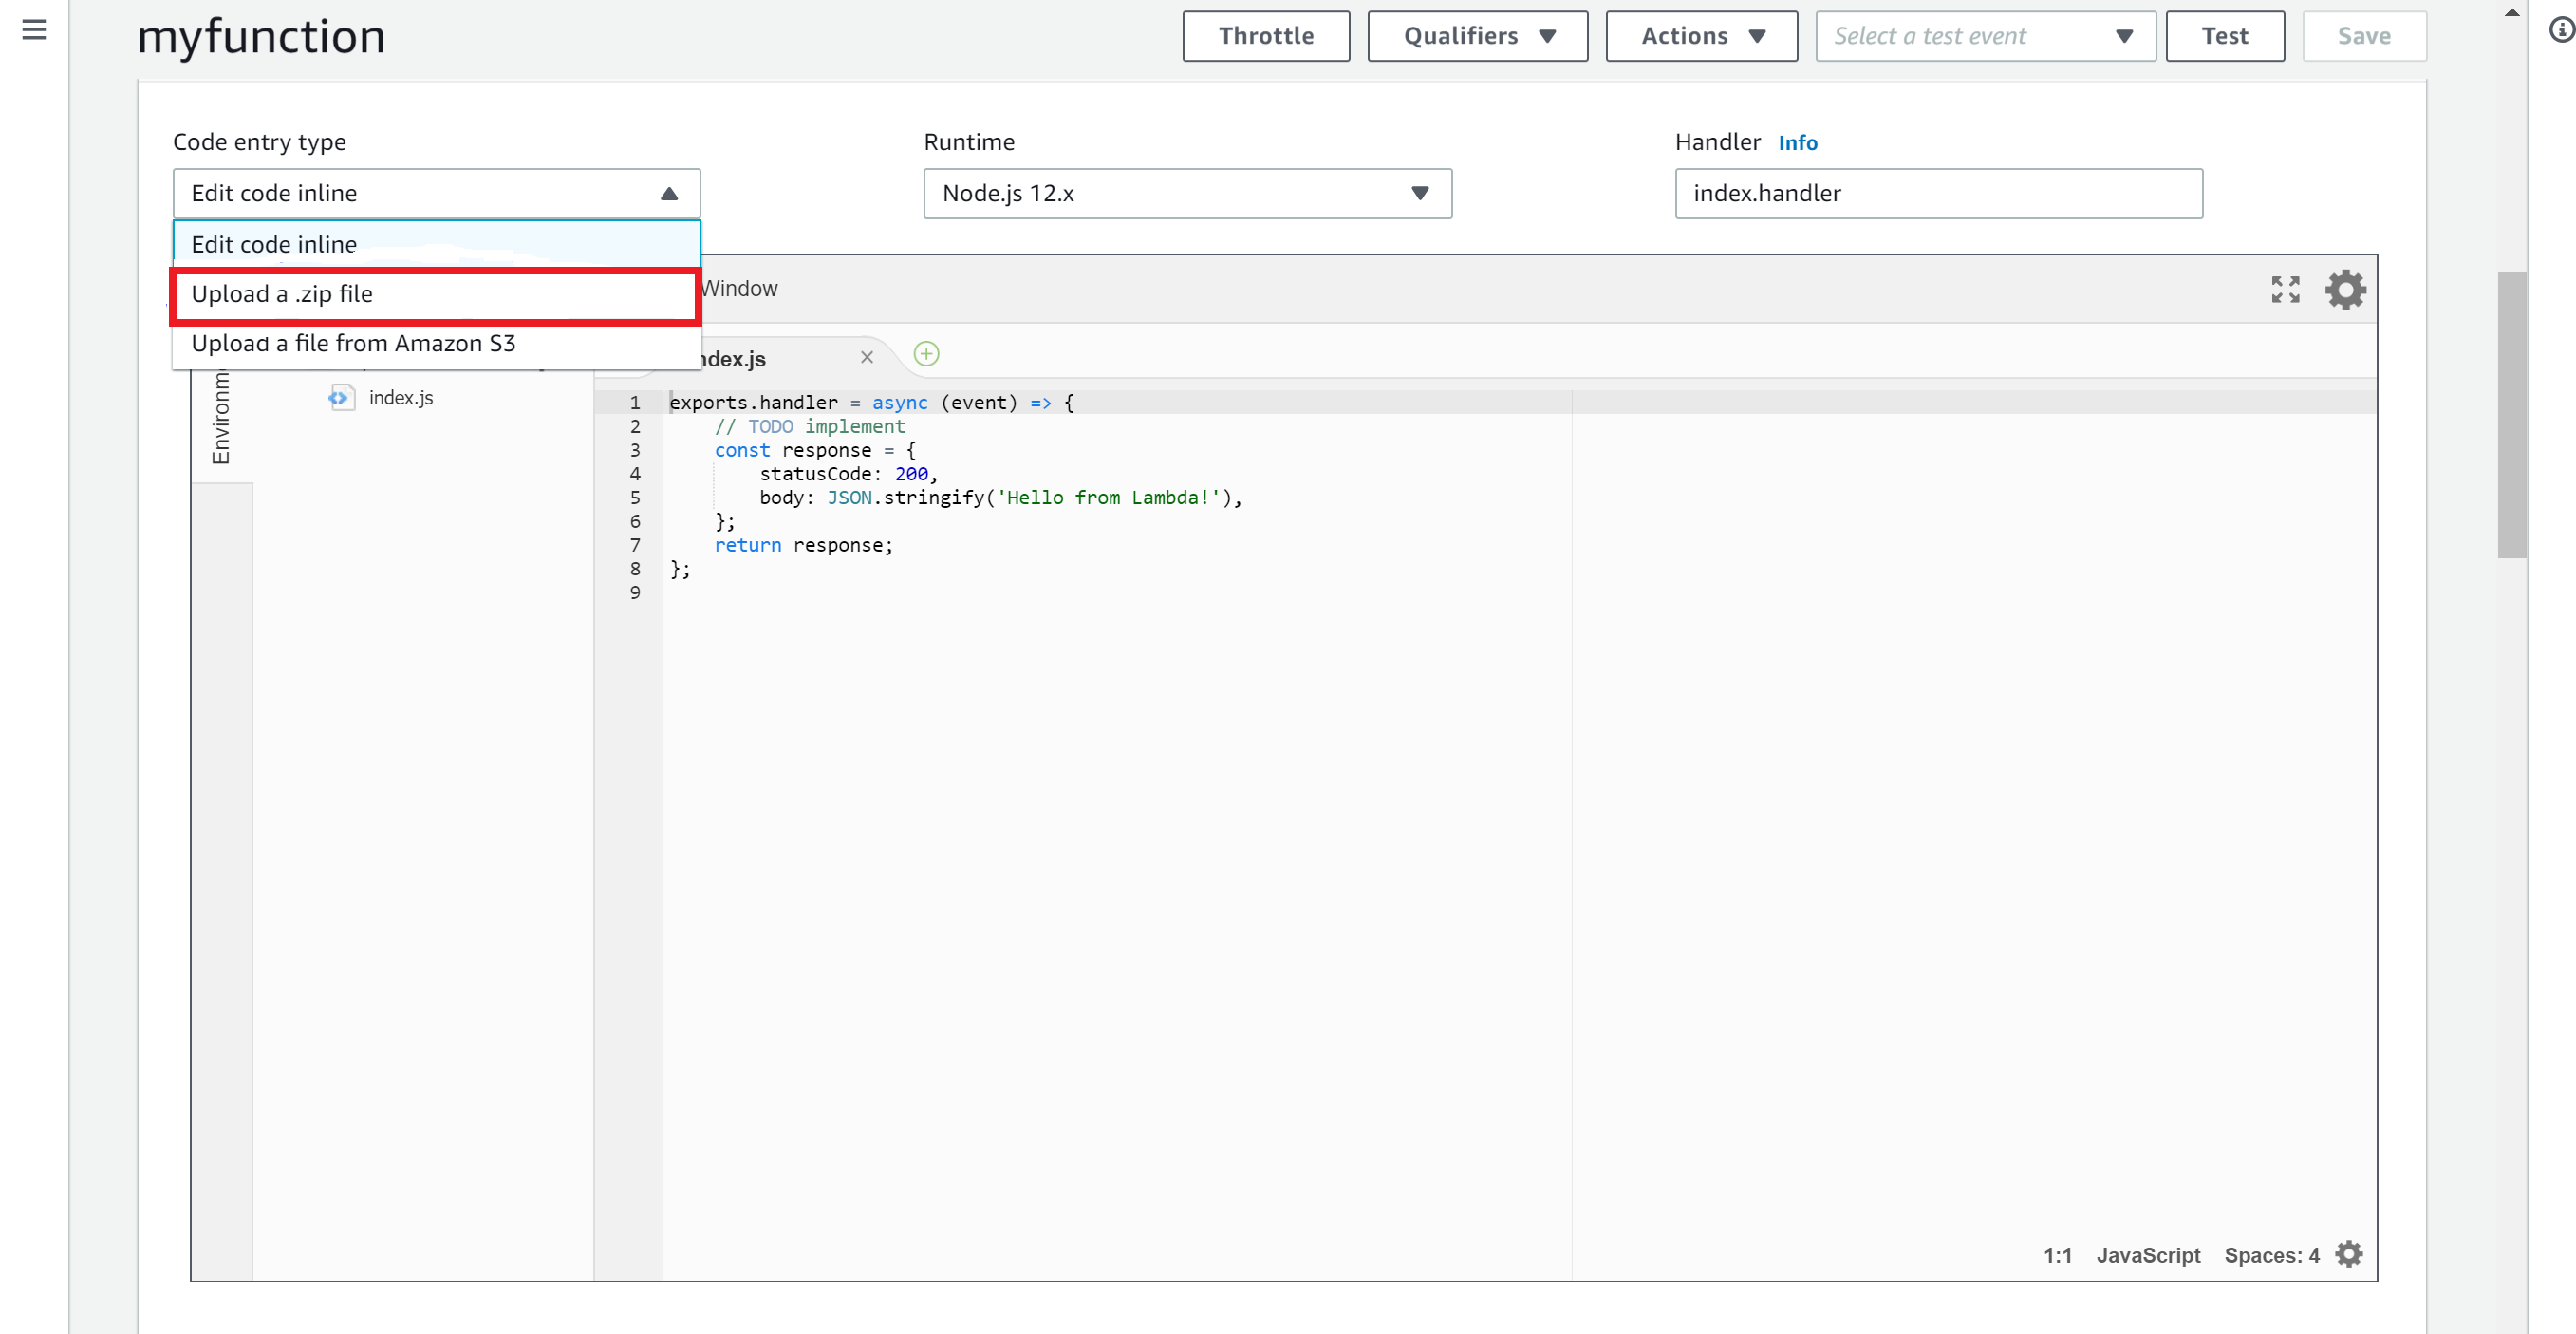 myfunction
Throttle
Qualifiers
Actions
Select a test event
Test
Save
Code entry type
Runtime
Handler Info
Edit code inline
Node.js 12.x
index.handler
Edit code inline
Upload a .zip file
Upload a file from Amazon S3
Window
ndex.js
Environm
index.js
1 exports.handler = async (event) => {
2 // TODO implement
3 const response = {
4 statusCode: 200,
5 body: JSON.stringify('Hello from Lambda!'),
6 };
7 return response;
8 };
9
1:1 JavaScript Spaces: 4